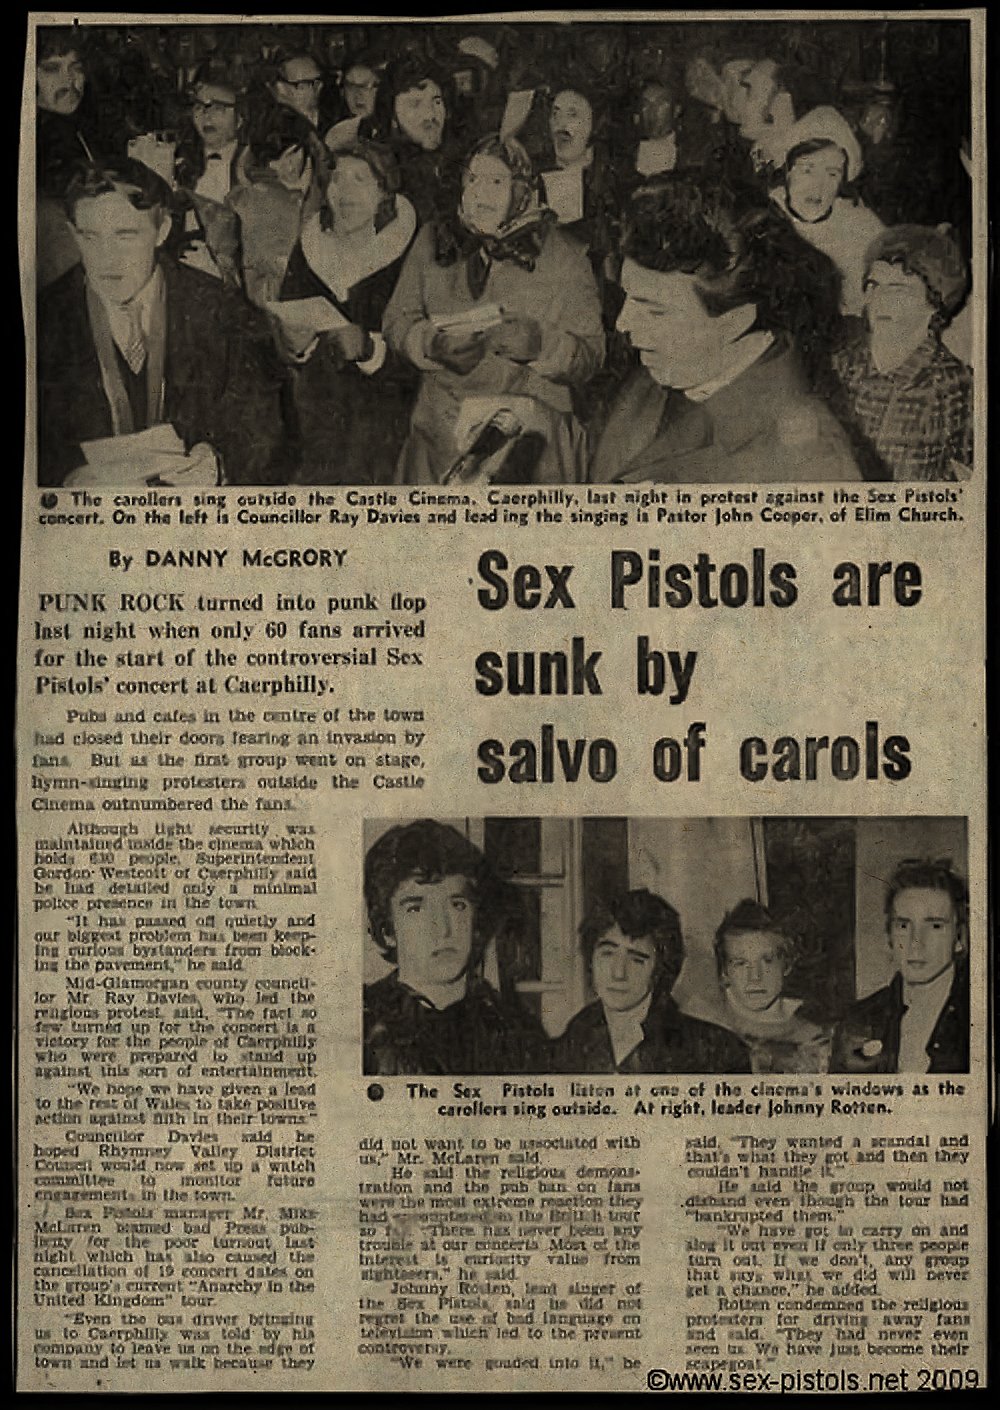 The carollers sing outside the Castle Cinema, Caerphilly, last night in protest against the Sex Pistols'
concert. On the left is Councillor Ray Davies and leading the singing is Pastor John Cooper, of Elim Church.
By DANNY McGRORY
PUNK ROCK turned into punk flop
last night when only 60 fans arrived
for the start of the controversial Sex
Pistols' concert at Caerphilly.
Pubs and cafes in the centre of the town
had closed their doors fearing an invasion by
fans. But as the first group went on stage,
hymn-singing protesters outside the Castle
Cinema outnumbered the fans.
Although tight security was
maintained inside the cinema which
holds 630 people, Superintendent
Gordon Westcott of Caerphilly said
he had detailed only a minimal
police presence in the town.
"It has passed off quietly and
our biggest problem has been keep-
ing curious bystanders from block-
ing the pavement," he said.
Mid-Glamorgan county council-
lor Mr. Ray Davies, who led the
religious protest, said, "The fact so
few turned up for the concert is a
victory for the people of Caerphilly
who were prepared to stand up
against this sort of entertainment.
"We hope we have given a lead
to the rest of Wales to take positive
action against filth in their towns."
Councillor Davies said he
hoped Rhymney Valley District
Council would now set up a watch
committee to monitor future
engagements in the town.
Sex Pistols manager Mr. Mike
McLaren blamed bad Press pub-
licity for the poor turnout last
night which has also caused the
cancellation of 19 concert dates on
the group's current "Anarchy in the
United Kingdom" tour.
"Even the bus driver bringing
us to Caerphilly was told by his
company to leave us on the edge of
town and let us walk because they
Sex Pistols are
sunk by
salvo of carols
The Sex Pistols listen at one of the cinema's windows as the
carollers sing outside. At right, leader Johnny Rotten.
did not want to be associated with
us," Mr. McLaren said.
He said the religious demons-
tration and the pub ban on fans
were the most extreme reaction they
had encountered in the British tour
so far. "There has never been any
trouble at our concerts. Most of the
interest is curiosity value from
sightseers," he said.
Johnny Rotten, lead singer of
the Sex Pistols, said he did not
regret the use of bad language on
television which led to the present
controversy.
"We were goaded into it," he
said. "They wanted a scandal and
that's what they got and then they
couldn't handle it."
He said the group would not
disband even though the tour had
"bankrupted them."
"We have got to carry on and
slog it out even if only three people
turn out. If we don't, any group
that says what we did will never
get a chance," he added.
Rotten condemned the religious
protesters for driving away fans
and said, "They had never even
seen us. We have just become their
scapegoat."
©www.sex-pistols.net 2009